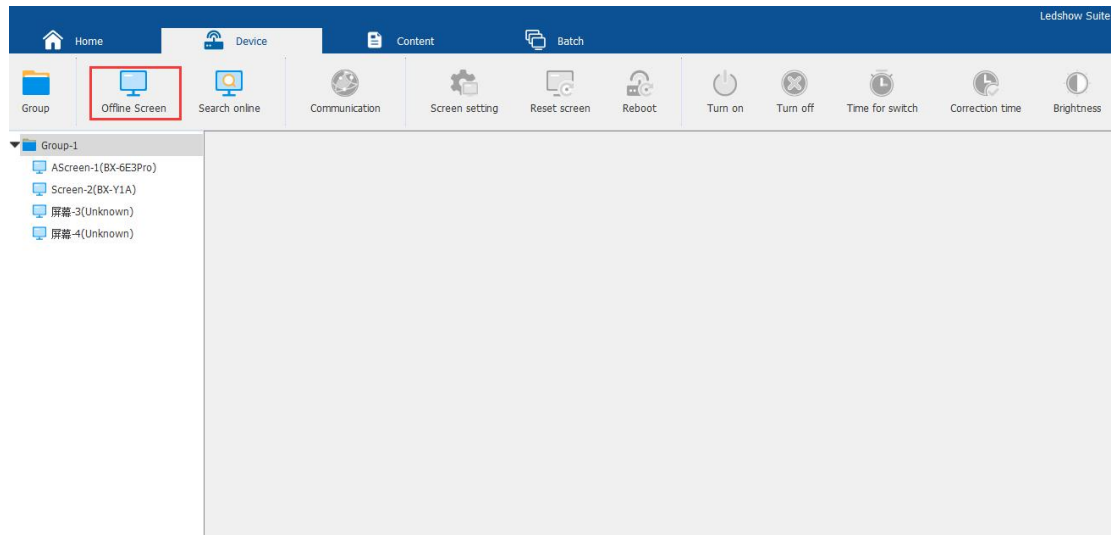 Ledshow Suite
Home Device Content Batch
Group Offline Screen Search online Communication Screen setting Reset screen Reboot Turn on Turn off Time for switch Correction time Brightness
Group-1
AScreen-1(BX-6E3Pro)
Screen-2(BX-Y1A)
屏幕-3(Unknown)
屏幕-4(Unknown)